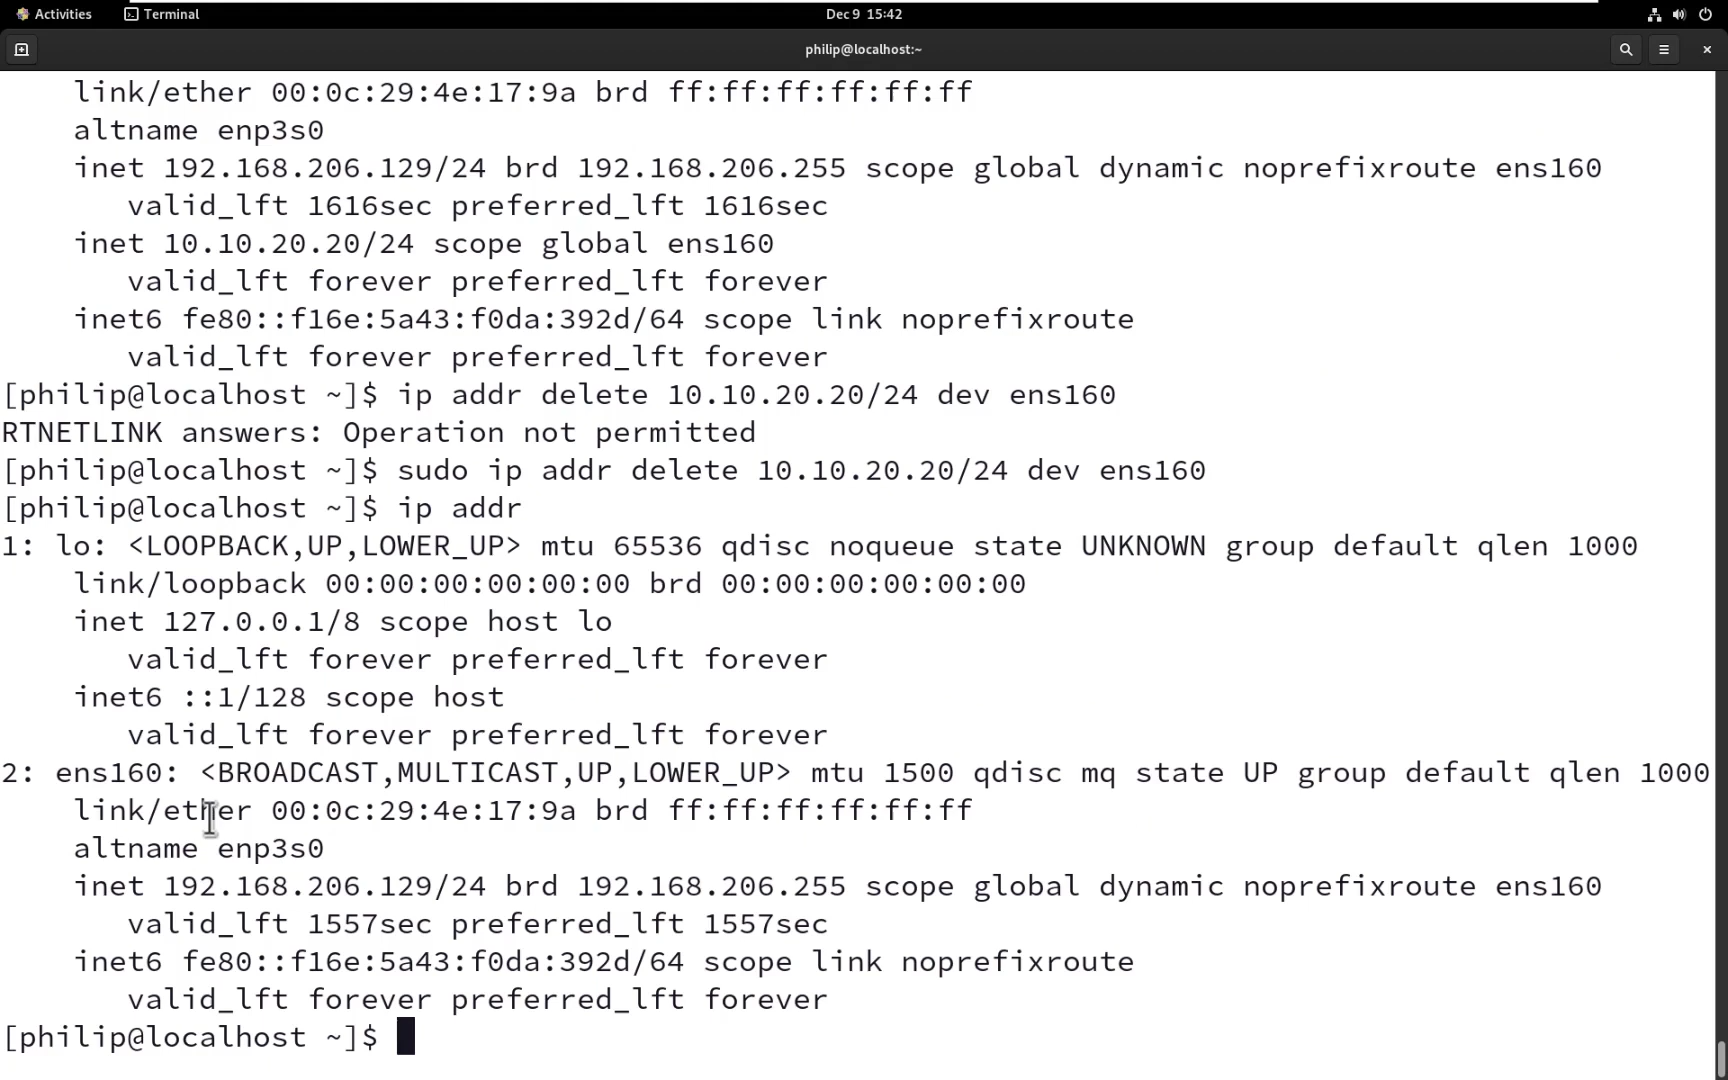 Activities Terminal Dec 9 15:42
philip@localhost:~
link/ether 00:0c:29:4e:17:9a brd ff:ff:ff:ff:ff:ff
altname enp3s0
inet 192.168.206.129/24 brd 192.168.206.255 scope global dynamic noprefixroute ens160
valid_lft 1616sec preferred_lft 1616sec
inet 10.10.20.20/24 scope global ens160
valid_lft forever preferred_lft forever
inet6 fe80::f16e:5a43:f0da:392d/64 scope link noprefixroute
valid_lft forever preferred_lft forever
[philip@localhost ~]$ ip addr delete 10.10.20.20/24 dev ens160
RTNETLINK answers: Operation not permitted
[philip@localhost ~]$ sudo ip addr delete 10.10.20.20/24 dev ens160
[philip@localhost ~]$ ip addr
1: lo: <LOOPBACK,UP,LOWER_UP> mtu 65536 qdisc noqueue state UNKNOWN group default qlen 1000
link/loopback 00:00:00:00:00:00 brd 00:00:00:00:00:00
inet 127.0.0.1/8 scope host lo
valid_lft forever preferred_lft forever
inet6 ::1/128 scope host
valid_lft forever preferred_lft forever
2: ens160: <BROADCAST,MULTICAST,UP,LOWER_UP> mtu 1500 qdisc mq state UP group default qlen 1000
link/ether 00:0c:29:4e:17:9a brd ff:ff:ff:ff:ff:ff
altname enp3s0
inet 192.168.206.129/24 brd 192.168.206.255 scope global dynamic noprefixroute ens160
valid_lft 1557sec preferred_lft 1557sec
inet6 fe80::f16e:5a43:f0da:392d/64 scope link noprefixroute
valid_lft forever preferred_lft forever
[philip@localhost ~]$